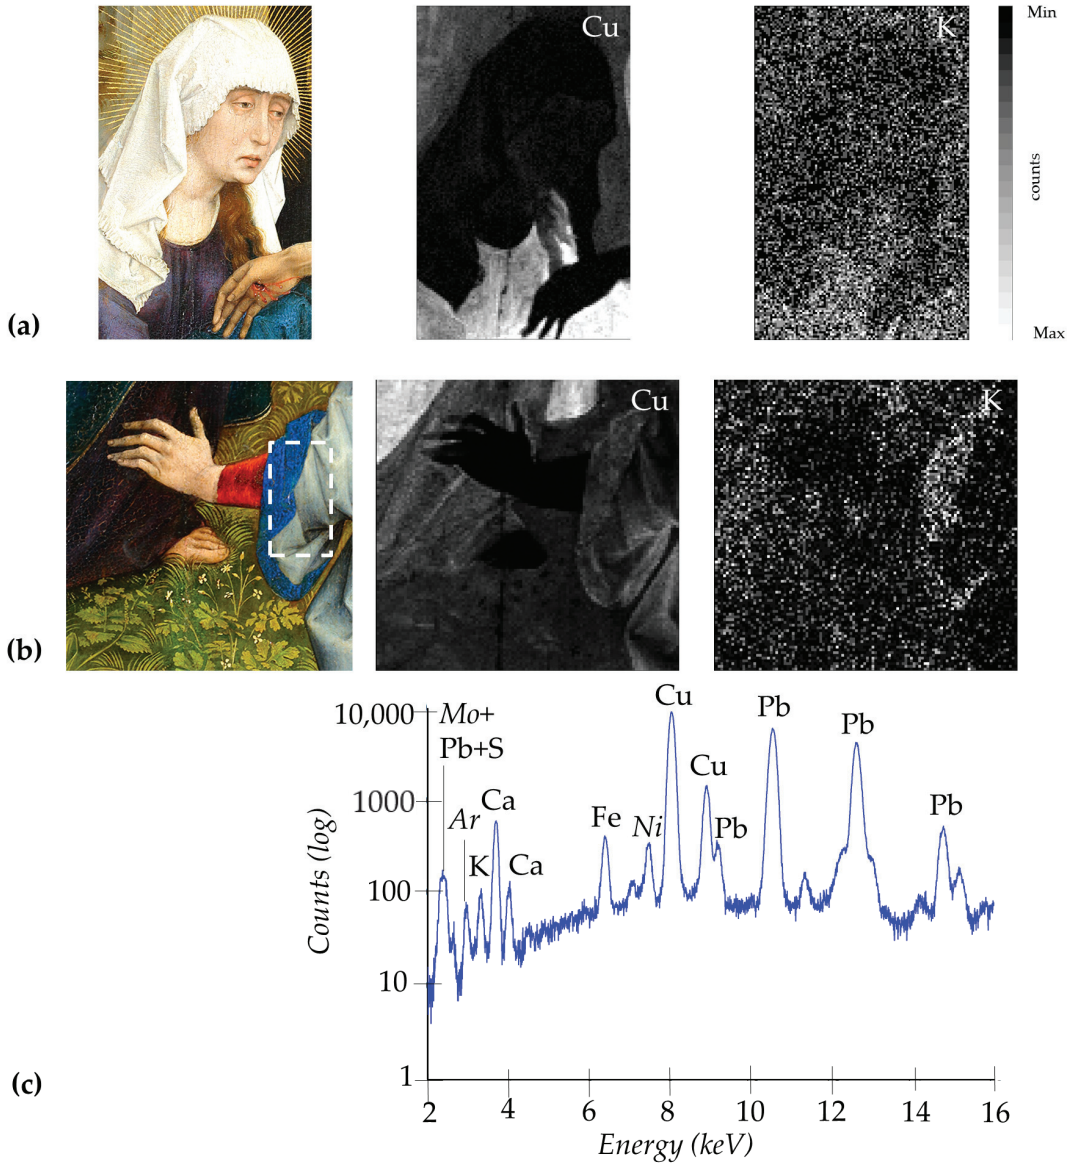 Cu
K
Min
counts
Max
(a)
Cu
K
(b)
10,000
1000
100
10
1
Counts (log)
Mo+
Pb+S
Ar
K
Ca
Ca
Fe
Ni
Cu
Cu
Pb
Pb
Pb
Pb
2
4
6
8
10
12
14
16
Energy (keV)
(c)